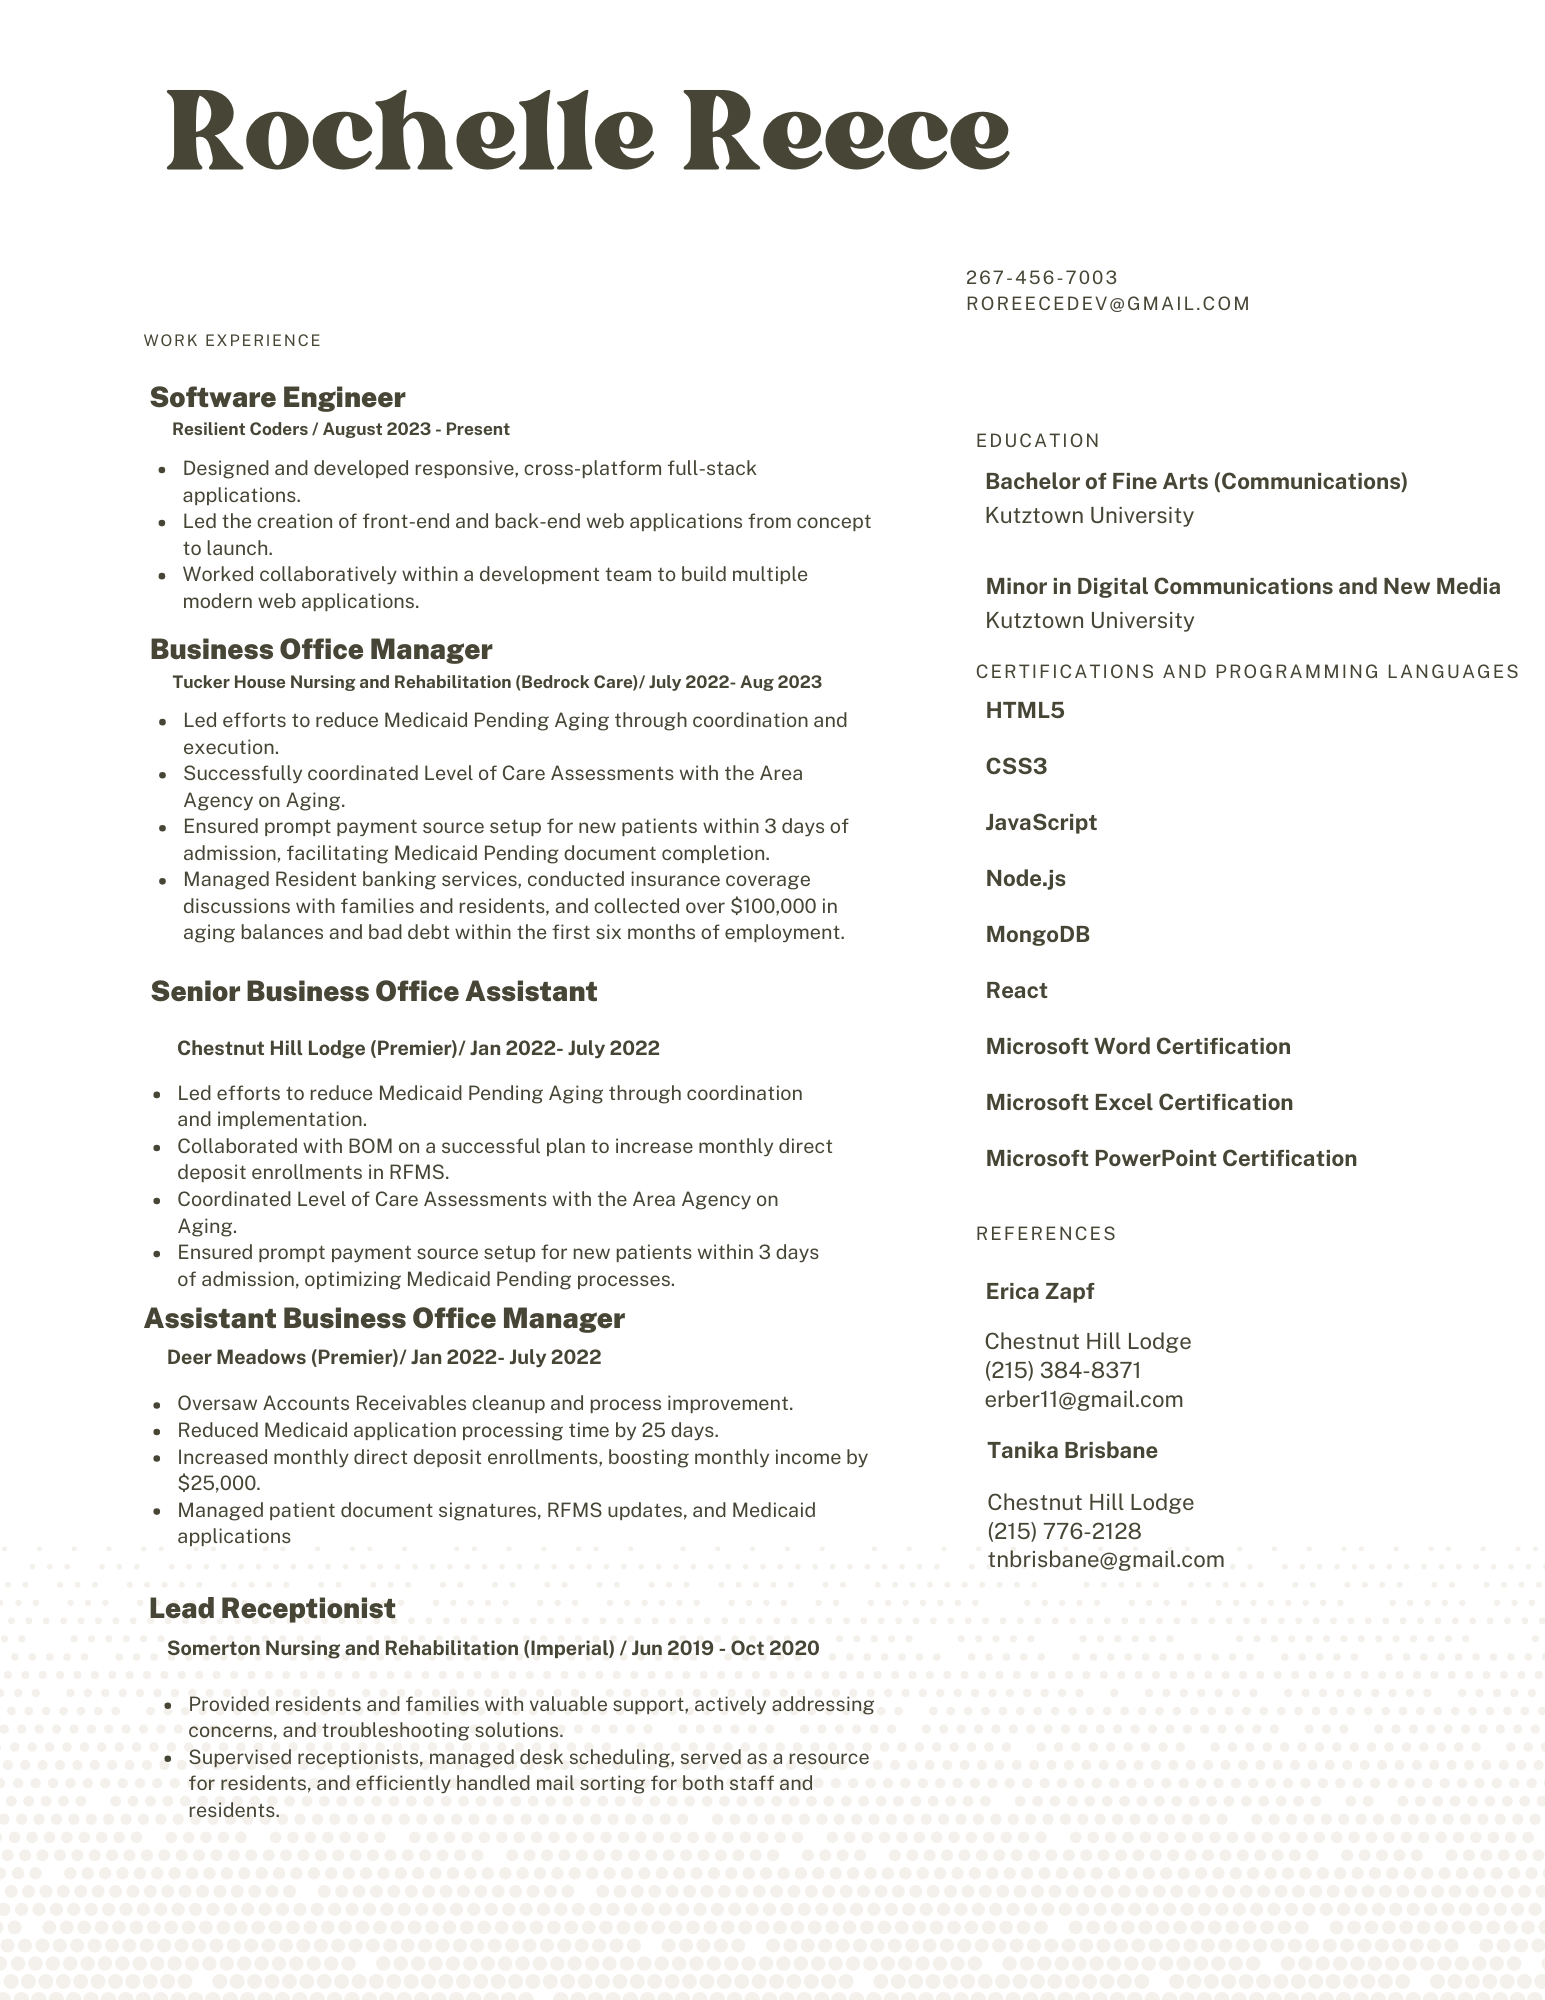 Rochelle Reece
267-456-7003
ROREECEDEV@GMAIL.COM
WORK EXPERIENCE
Software Engineer
Resilient Coders / August 2023 - Present
• Designed and developed responsive, cross-platform full-stack
applications.
• Led the creation of front-end and back-end web applications from concept
to launch.
• Worked collaboratively within a development team to build multiple
modern web applications.
Business Office Manager
Tucker House Nursing and Rehabilitation (Bedrock Care)/ July 2022- Aug 2023
• Led efforts to reduce Medicaid Pending Aging through coordination and
execution.
• Successfully coordinated Level of Care Assessments with the Area
Agency on Aging.
• Ensured prompt payment source setup for new patients within 3 days of
admission, facilitating Medicaid Pending document completion.
• Managed Resident banking services, conducted insurance coverage
discussions with families and residents, and collected over $100,000 in
aging balances and bad debt within the first six months of employment.
Senior Business Office Assistant
Chestnut Hill Lodge (Premier)/ Jan 2022- July 2022
• Led efforts to reduce Medicaid Pending Aging through coordination
and implementation.
• Collaborated with BOM on a successful plan to increase monthly direct
deposit enrollments in RFMS.
• Coordinated Level of Care Assessments with the Area Agency on
Aging.
• Ensured prompt payment source setup for new patients within 3 days
of admission, optimizing Medicaid Pending processes.
Assistant Business Office Manager
Deer Meadows (Premier)/ Jan 2022- July 2022
• Oversaw Accounts Receivables cleanup and process improvement.
• Reduced Medicaid application processing time by 25 days.
• Increased monthly direct deposit enrollments, boosting monthly income by
$25,000.
• Managed patient document signatures, RFMS updates, and Medicaid
applications
Lead Receptionist
Somerton Nursing and Rehabilitation (Imperial) / Jun 2019 - Oct 2020
• Provided residents and families with valuable support, actively addressing
concerns, and troubleshooting solutions.
• Supervised receptionists, managed desk scheduling, served as a resource
for residents, and efficiently handled mail sorting for both staff and
residents.
EDUCATION
Bachelor of Fine Arts (Communications)
Kutztown University
Minor in Digital Communications and New Media
Kutztown University
CERTIFICATIONS AND PROGRAMMING LANGUAGES
HTML5
CSS3
JavaScript
Node.js
MongoDB
React
Microsoft Word Certification
Microsoft Excel Certification
Microsoft PowerPoint Certification
REFERENCES
Erica Zapf
Chestnut Hill Lodge
(215) 384-8371
erber11@gmail.com
Tanika Brisbane
Chestnut Hill Lodge
(215) 776-2128
tnbrisbane@gmail.com